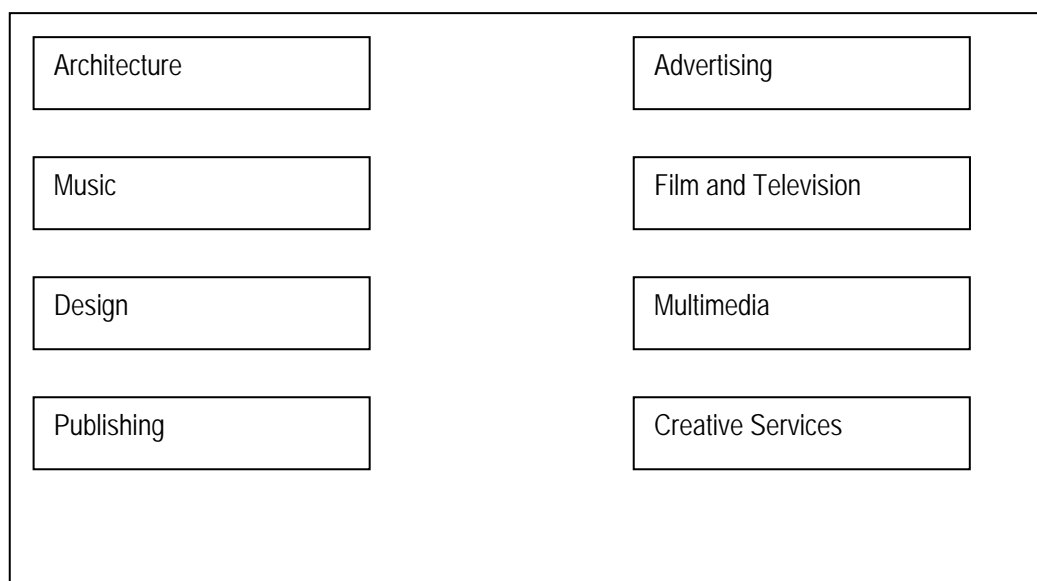 Architecture
Advertising
Music
Film and Television
Design
Multimedia
Publishing
Creative Services